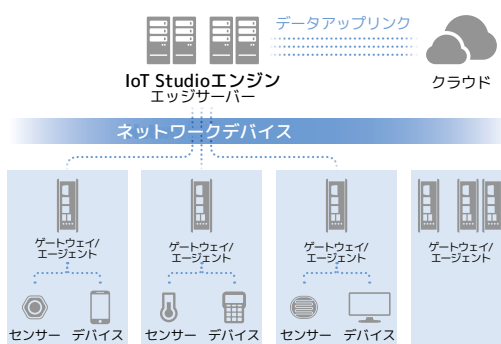 データアップリンク
IoT Studioエンジン
エッジサーバー
クラウド
ネットワークデバイス
ゲートウェイ/
エージェント
ゲートウェイ/
エージェント
ゲートウェイ/
エージェント
ゲートウェイ/
エージェント
センサー デバイス
センサー デバイス
センサー デバイス